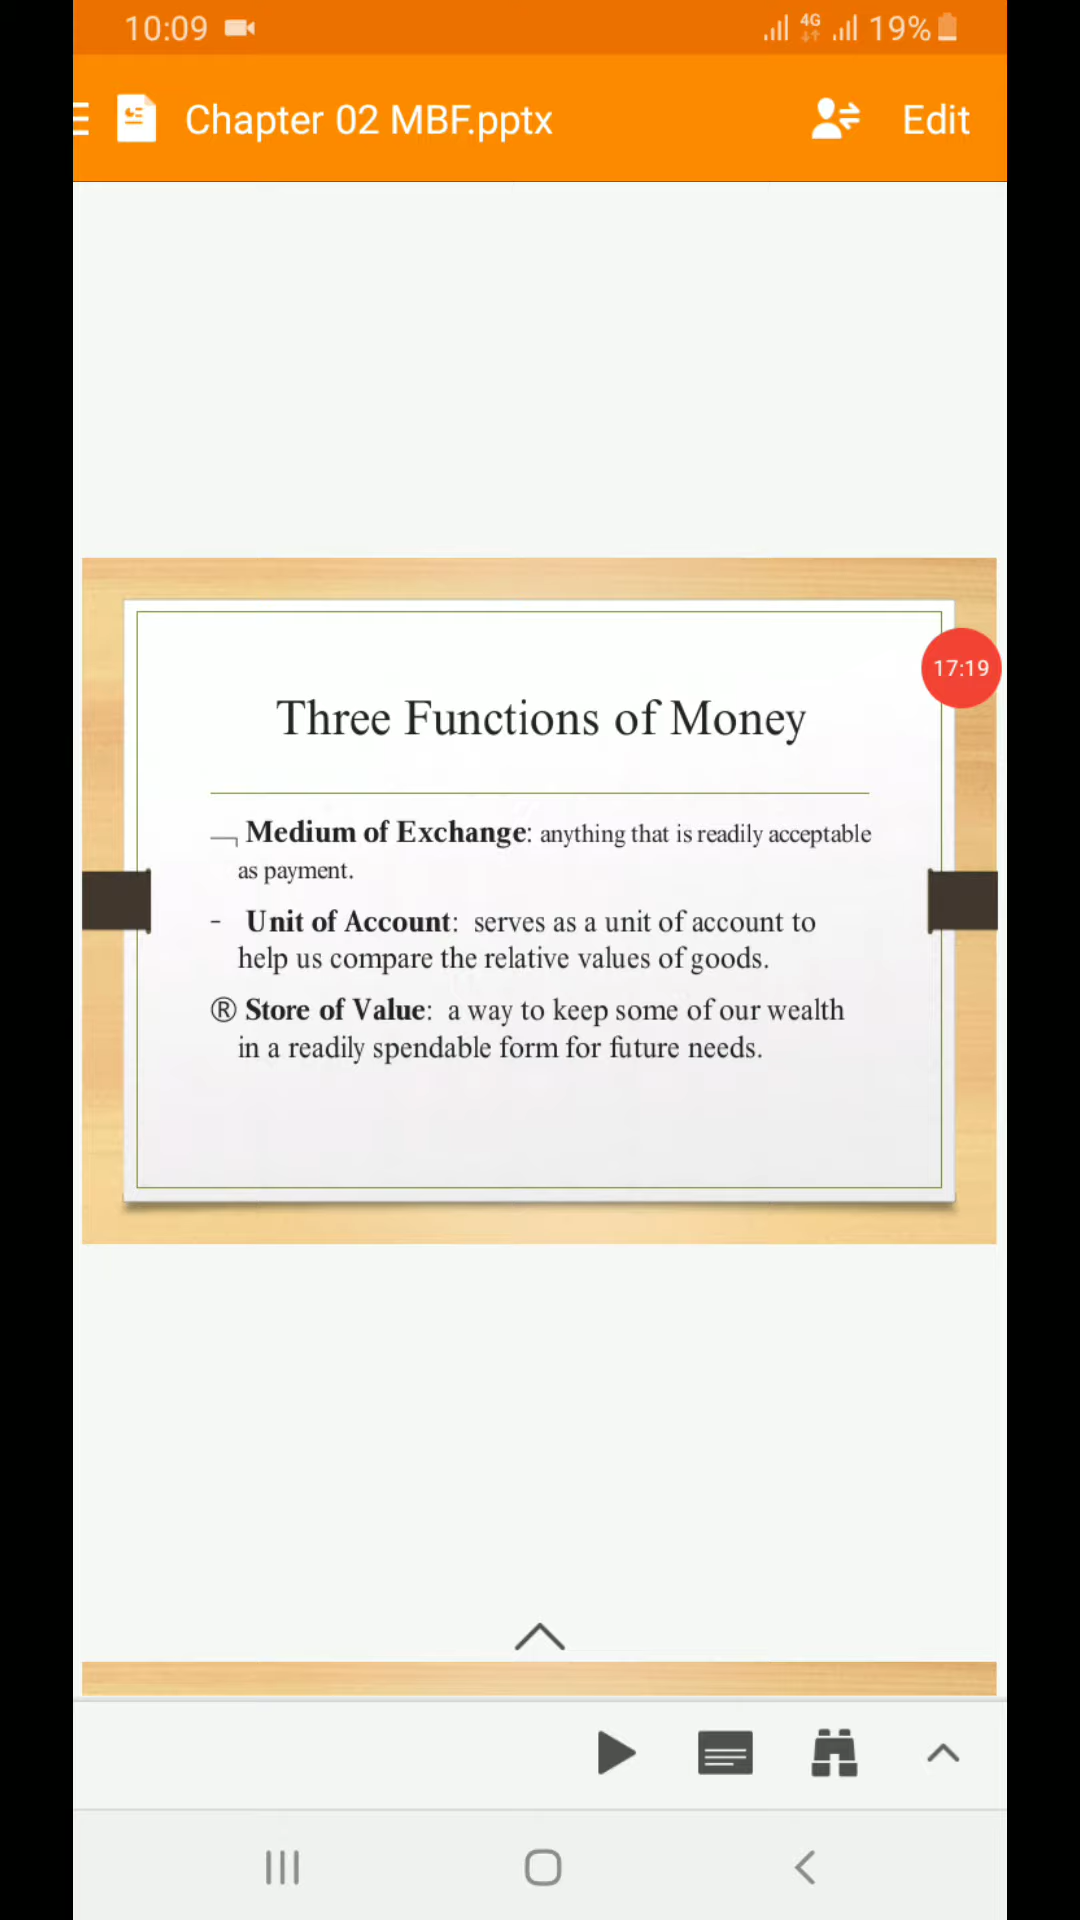 10:09 4G 19%
Chapter 02 MBF.pptx Edit
17:19
Three Functions of Money
﹁ Medium of Exchange: anything that is readily acceptable
as payment.
- Unit of Account: serves as a unit of account to
help us compare the relative values of goods.
® Store of Value: a way to keep some of our wealth
in a readily spendable form for future needs.